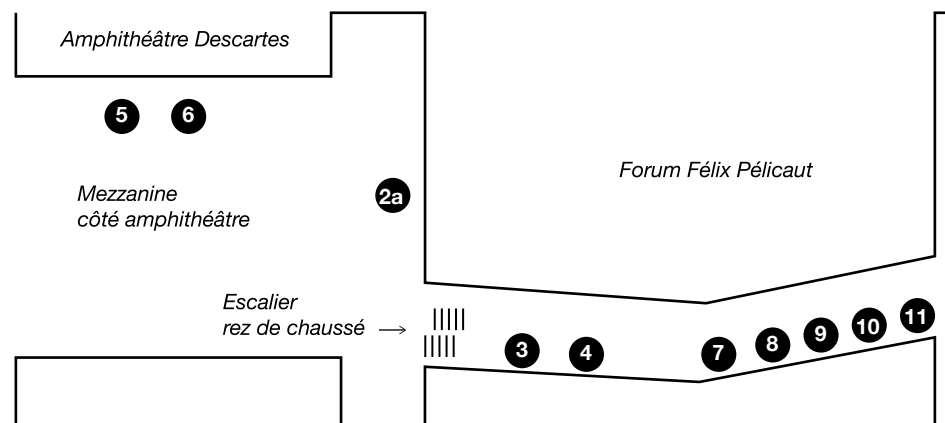 Amphithéâtre Descartes
5
6
Forum Félix Pélicaut
Mezzanine
côté amphithéâtre
2a
Escalier
rez de chaussé
3
4
7
8
9
10
11